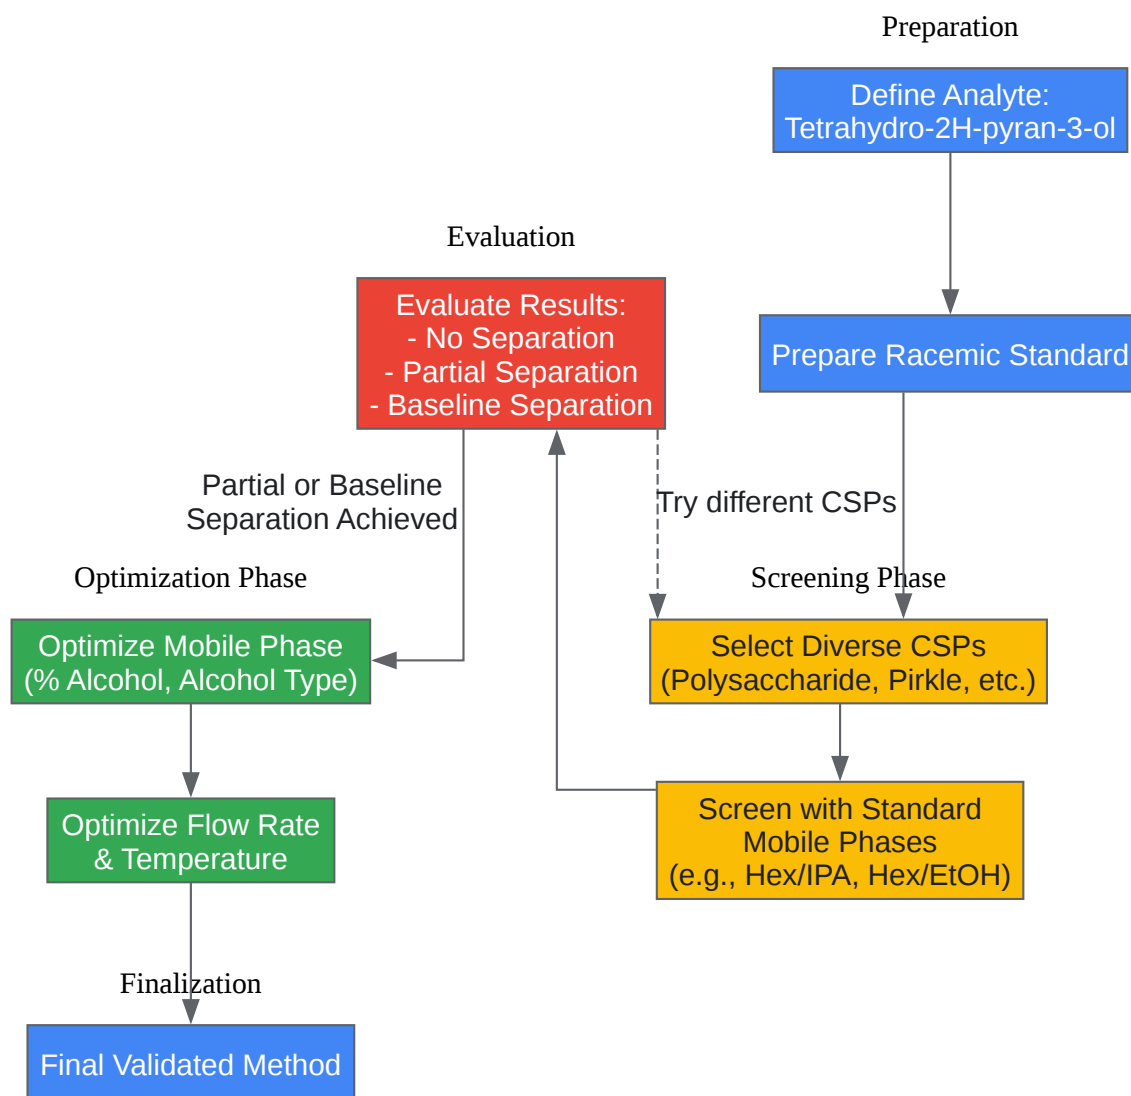 Preparation
Define Analyte:
Tetrahydro-2H-pyran-3-ol
Prepare Racemic Standard
Evaluation
Evaluate Results:
- No Separation
- Partial Separation
- Baseline Separation
Partial or Baseline
Separation Achieved
Try different CSPs
Screening Phase
Select Diverse CSPs
(Polysaccharide, Pirkle, etc.)
Screen with Standard
Mobile Phases
(e.g., Hex/IPA, Hex/EtOH)
Optimization Phase
Optimize Mobile Phase
(% Alcohol, Alcohol Type)
Optimize Flow Rate
& Temperature
Finalization
Final Validated Method